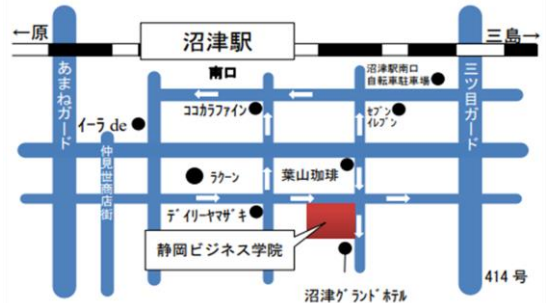 ←原
沼津駅
三島→
南口
沼津駅南口
自転車駐車場
あまねガード
三ツ目ガード
ココカラファイン
セブン
イレブン
イーラ de
仲見世商店街
ラクーン
葉山珈琲
デイリーヤマザキ
静岡ビジネス学院
沼津グランドホテル
414 号